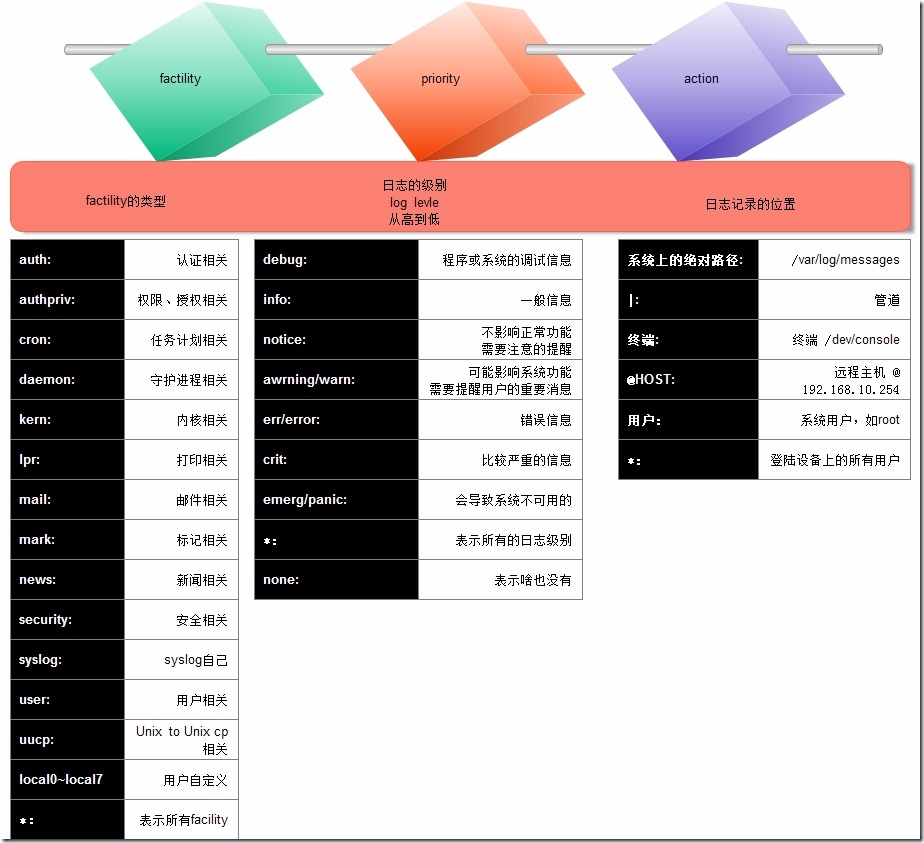 factility
priority
action
factility的类型
日志的级别
log levle
从高到低
日志记录的位置
auth: 认证相关
authpriv: 权限、授权相关
cron: 任务计划相关
daemon: 守护进程相关
kern: 内核相关
lpr: 打印相关
mail: 邮件相关
mark: 标记相关
news: 新闻相关
security: 安全相关
syslog: syslog自己
user: 用户相关
uucp: Unix to Unix cp
相关
local0~local7 用户自定义
*: 表示所有facility
debug: 程序或系统的调试信息
info: 一般信息
notice: 不影响正常功能
需要注意的提醒
awrning/warn: 可能影响系统功能
需要提醒用户的重要消息
err/error: 错误信息
crit: 比较严重的信息
emerg/panic: 会导致系统不可用的
*: 表示所有的日志级别
none: 表示啥也没有
系统上的绝对路径: /var/log/messages
|: 管道
终端: 终端 /dev/console
@HOST: 远程主机 @
192.168.10.254
用户: 系统用户，如root
*: 登陆设备上的所有用户